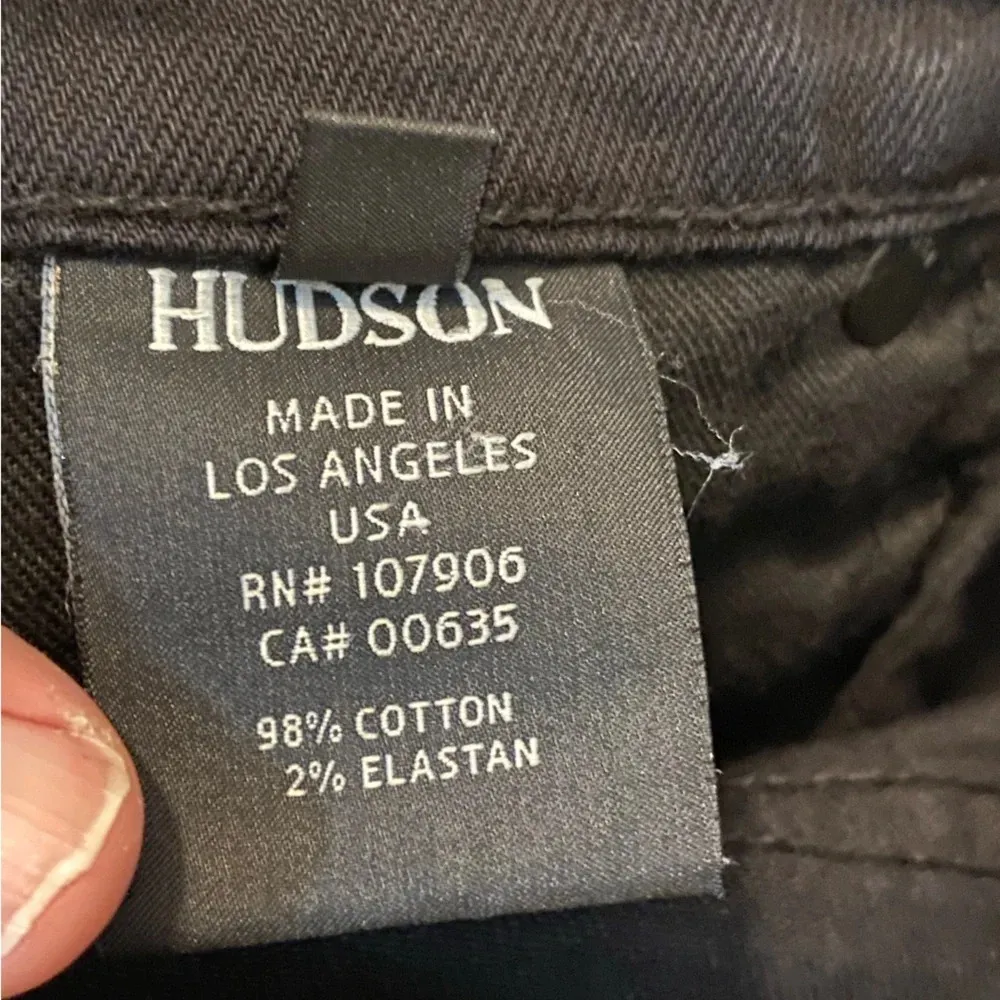 HUDSON
MADE IN
LOS ANGELES
USA
RN# 107906
CA# 00635
98% COTTON
2% ELASTAN